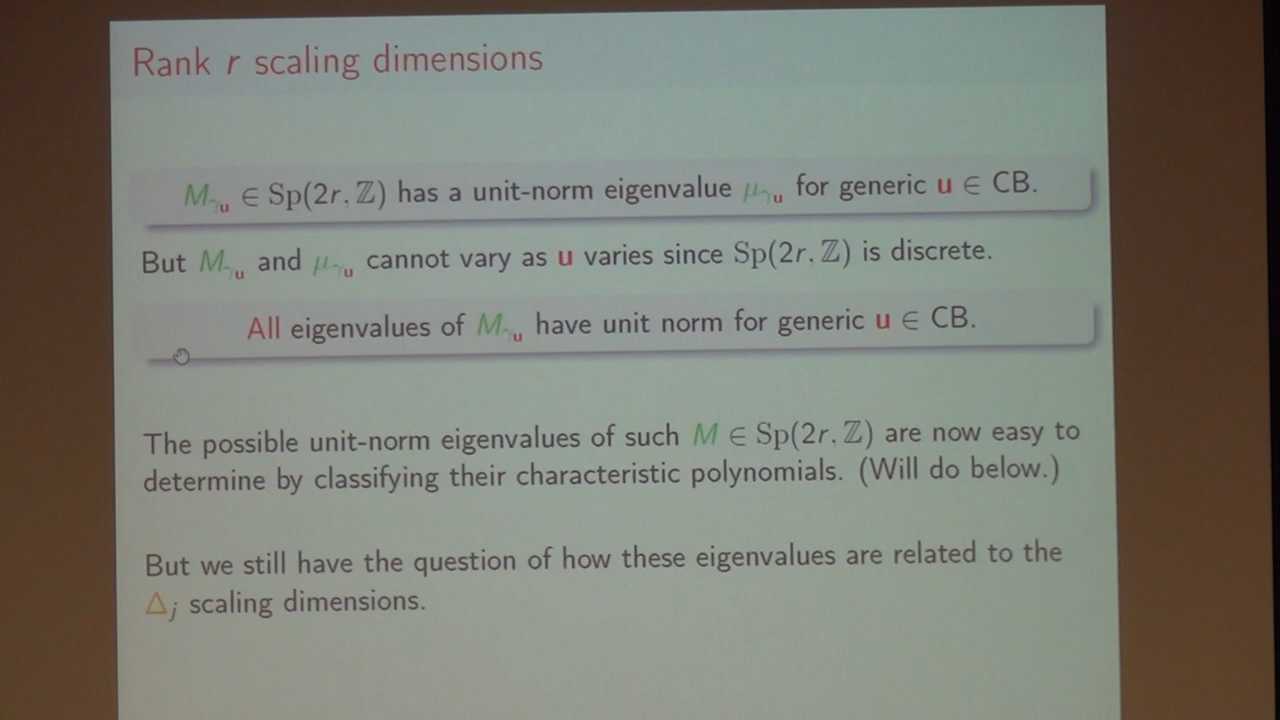 Rank r scaling dimensions
M_{γ_u} ∈ Sp(2r, ℤ) has a unit-norm eigenvalue μ_{γ_u} for generic u ∈ CB.
But M_{γ_u} and μ_{γ_u} cannot vary as u varies since Sp(2r, ℤ) is discrete.
All eigenvalues of M_{γ_u} have unit norm for generic u ∈ CB.
The possible unit-norm eigenvalues of such M ∈ Sp(2r, ℤ) are now easy to
determine by classifying their characteristic polynomials. (Will do below.)
But we still have the question of how these eigenvalues are related to the
Δ_j scaling dimensions.